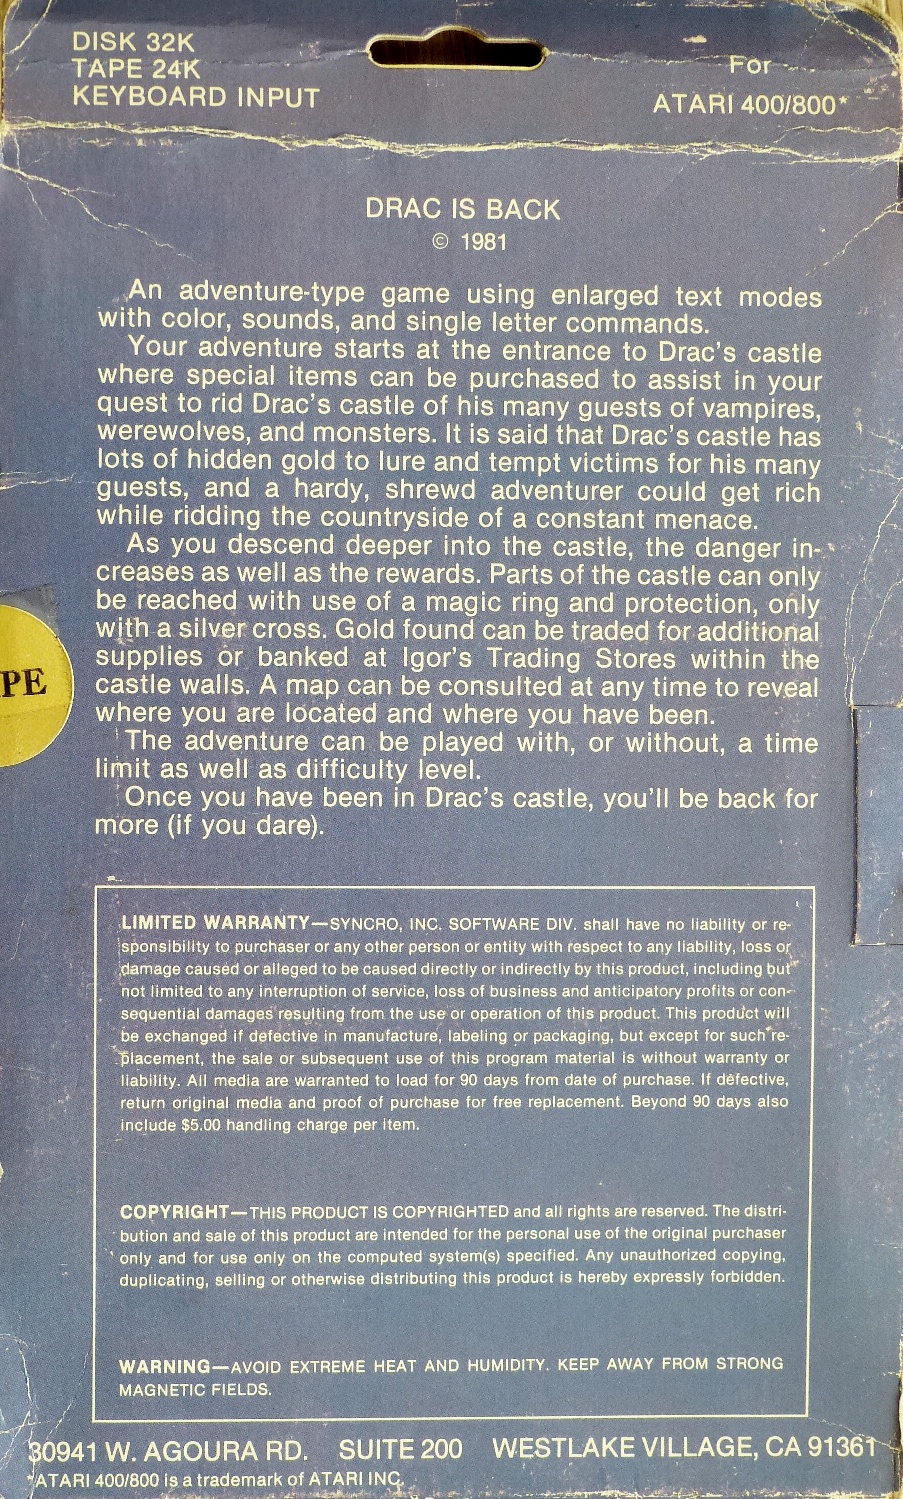 DISK 32K
TAPE 24K
KEYBOARD INPUT
For
ATARI 400/800*
DRAC IS BACK
© 1981
An adventure-type game using enlarged text modes
with color, sounds, and single letter commands.
Your adventure starts at the entrance to Drac's castle
where special items can be purchased to assist in your
quest to rid Drac's castle of his many guests of vampires,
werewolves, and monsters. It is said that Drac's castle has
lots of hidden gold to lure and tempt victims for his many
guests, and a hardy, shrewd adventurer could get rich
while ridding the countryside of a constant menace.
As you descend deeper into the castle, the danger in-
creases as well as the rewards. Parts of the castle can only
be reached with use of a magic ring and protection, only
with a silver cross. Gold found can be traded for additional
supplies or banked at Igor's Trading Stores within the
castle walls. A map can be consulted at any time to reveal
where you are located and where you have been.
The adventure can be played with, or without, a time
limit as well as difficulty level.
Once you have been in Drac's castle, you'll be back for
more (if you dare).
PE
LIMITED WARRANTY—SYNCRO, INC. SOFTWARE DIV. shall have no liability or re-
sponsibility to purchaser or any other person or entity with respect to any liability, loss or
damage caused or alleged to be caused directly or indirectly by this product, including but
not limited to any interruption of service, loss of business and anticipatory profits or con-
sequential damages resulting from the use or operation of this product. This product will
be exchanged if defective in manufacture, labeling or packaging, but except for such re-
placement, the sale or subsequent use of this program material is without warranty or
liability. All media are warranted to load for 90 days from date of purchase. If defective,
return original media and proof of purchase for free replacement. Beyond 90 days also
include $5.00 handling charge per item.
COPYRIGHT—THIS PRODUCT IS COPYRIGHTED and all rights are reserved. The distri-
bution and sale of this product are intended for the personal use of the original purchaser
only and for use only on the computed system(s) specified. Any unauthorized copying,
duplicating, selling or otherwise distributing this product is hereby expressly forbidden.
WARNING—AVOID EXTREME HEAT AND HUMIDITY. KEEP AWAY FROM STRONG
MAGNETIC FIELDS.
30941 W. AGOURA RD. SUITE 200 WESTLAKE VILLAGE, CA 91361
*ATARI 400/800 is a trademark of ATARI INC.